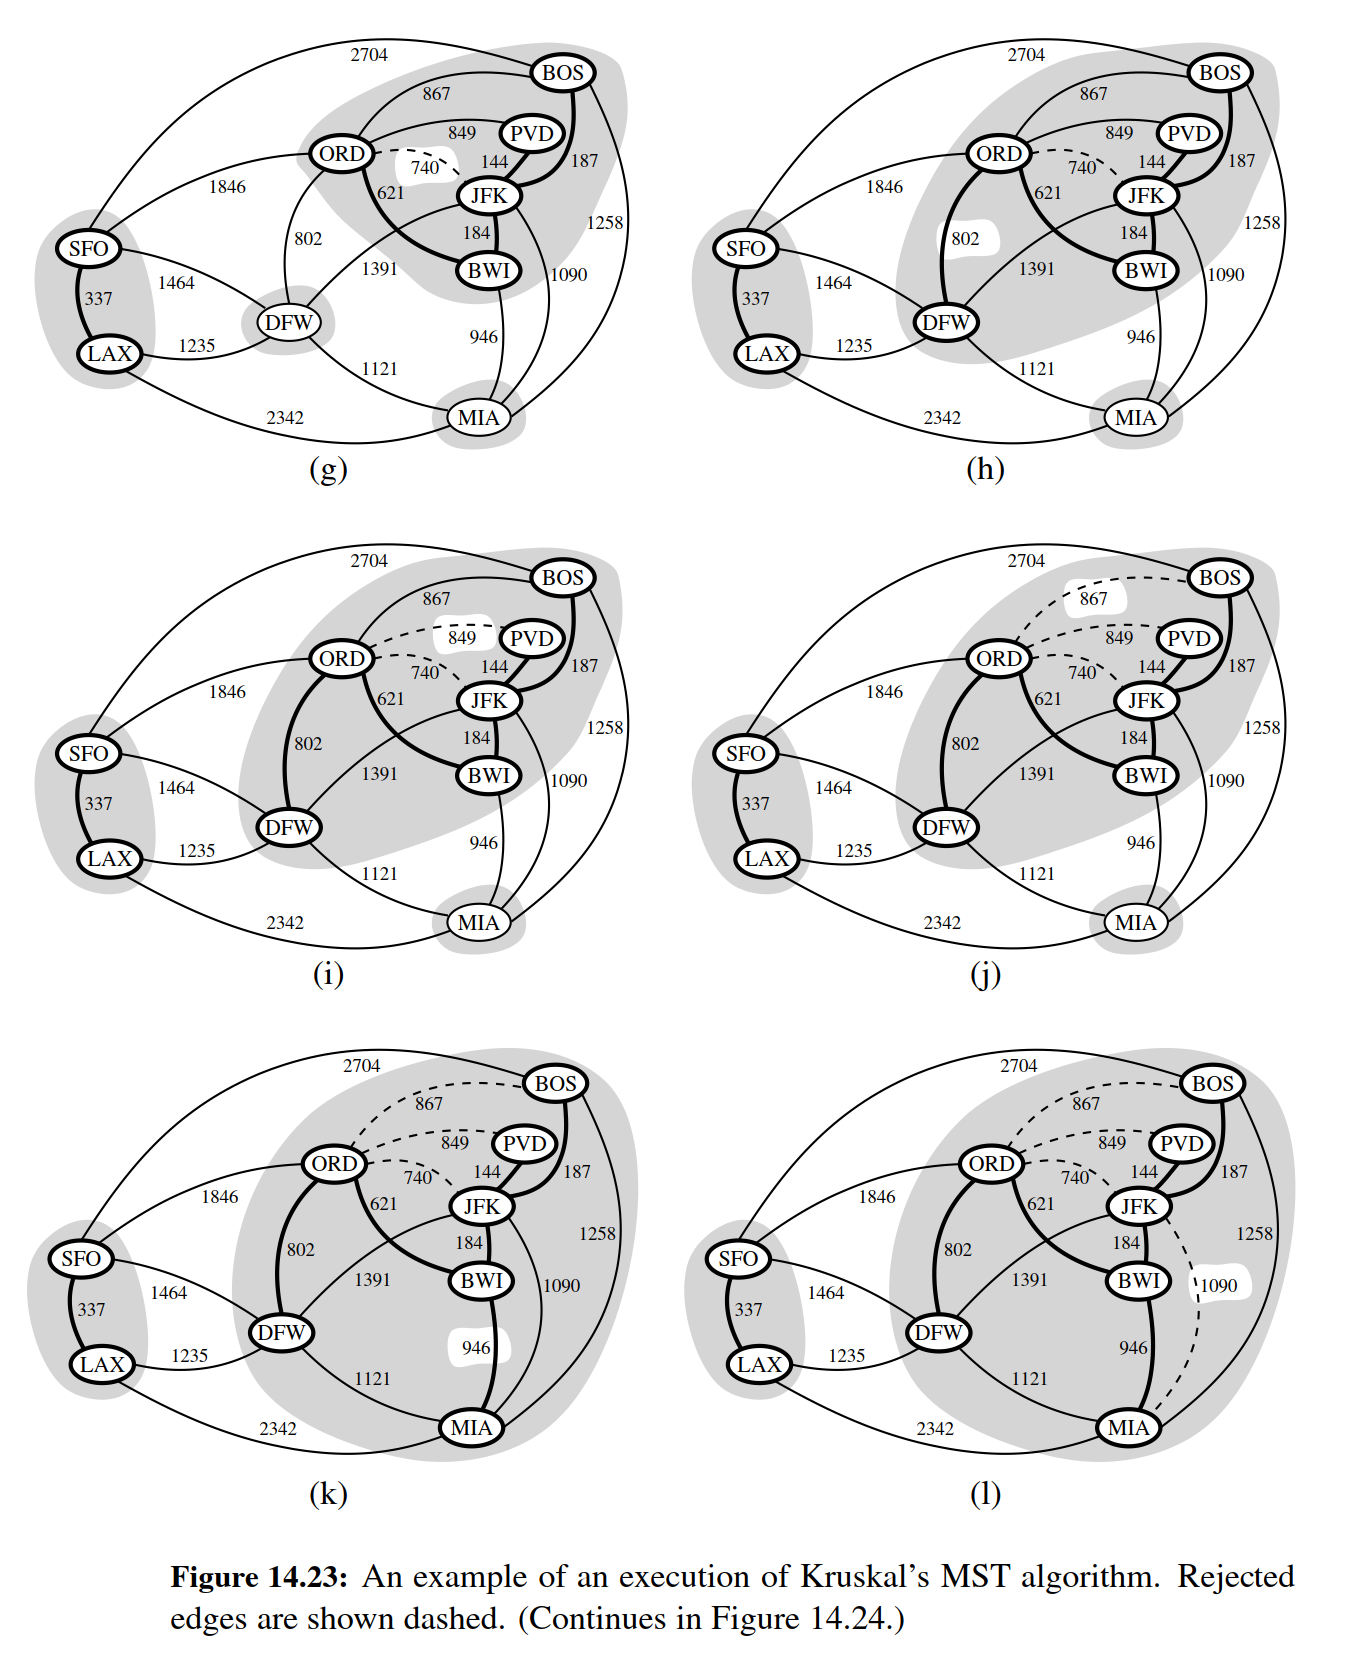 2704
BOS
867
849
PVD
ORD
740
144
187
1846
621
JFK
1258
802
184
SFO
1464
1391
BWI
1090
337
DFW
946
LAX
1235
1121
2342
MIA
(g)
2704
BOS
867
849
PVD
ORD
740
144
187
1846
621
JFK
1258
802
184
SFO
1464
1391
BWI
1090
337
DFW
946
LAX
1235
1121
2342
MIA
(h)
2704
BOS
867
849
PVD
ORD
740
144
187
1846
621
JFK
1258
802
184
SFO
1464
1391
BWI
1090
337
DFW
946
LAX
1235
1121
2342
MIA
(i)
2704
BOS
867
849
PVD
ORD
740
144
187
1846
621
JFK
1258
802
184
SFO
1464
1391
BWI
1090
337
DFW
946
LAX
1235
1121
2342
MIA
(j)
2704
BOS
867
849
PVD
ORD
740
144
187
1846
621
JFK
1258
802
184
SFO
1464
1391
BWI
1090
337
DFW
946
LAX
1235
1121
2342
MIA
(k)
2704
BOS
867
849
PVD
ORD
740
144
187
1846
621
JFK
1258
802
184
SFO
1464
1391
BWI
1090
337
DFW
946
LAX
1235
1121
2342
MIA
(l)
Figure 14.23: An example of an execution of Kruskal’s MST algorithm. Rejected
edges are shown dashed. (Continues in Figure 14.24.)